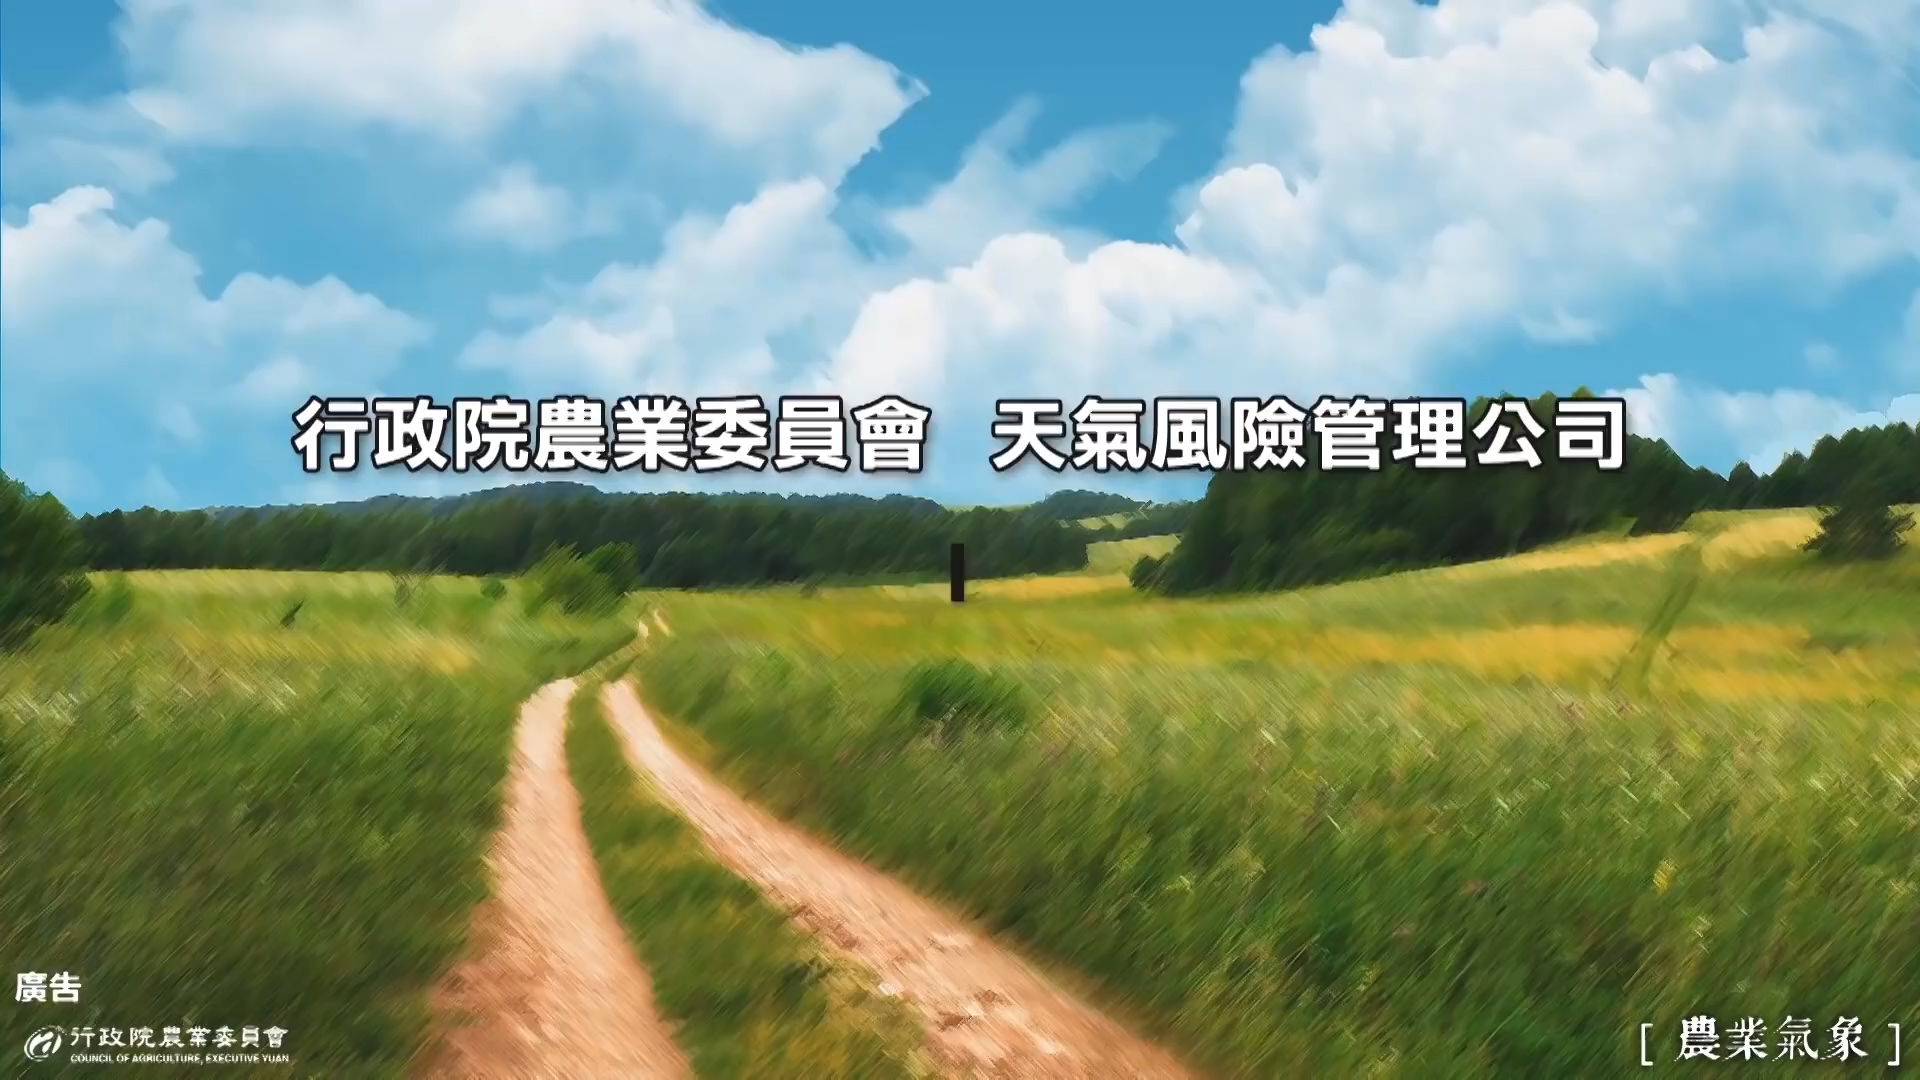 行政院農業委員會 天氣風險管理公司
廣告
行政院農業委員會
COUNCIL OF AGRICULTURE, EXECUTIVE YUAN
[ 農業氣象 ]